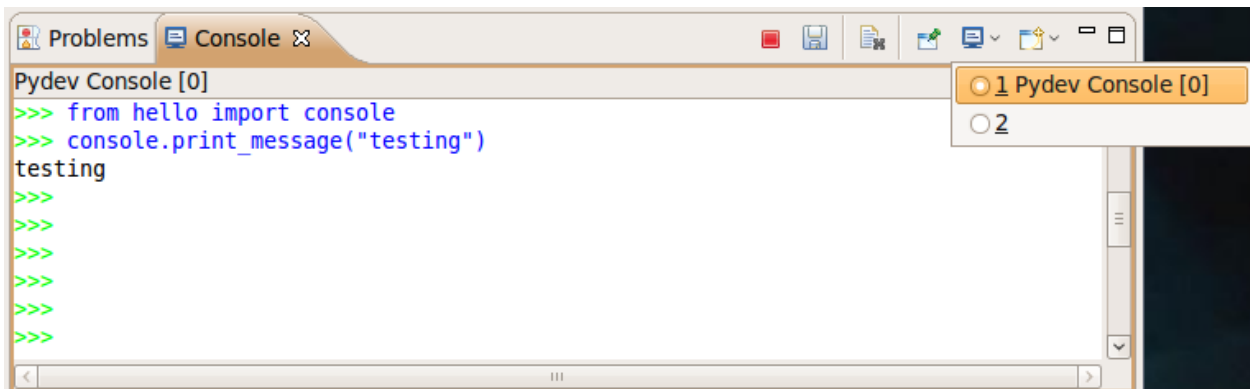 Problems Console
Pydev Console [0]
1 Pydev Console [0]
2
>>> from hello import console
>>> console.print_message("testing")
testing
>>>
>>>
>>>
>>>
>>>
>>>